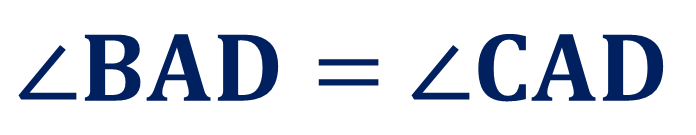 ∠BAD = ∠CAD